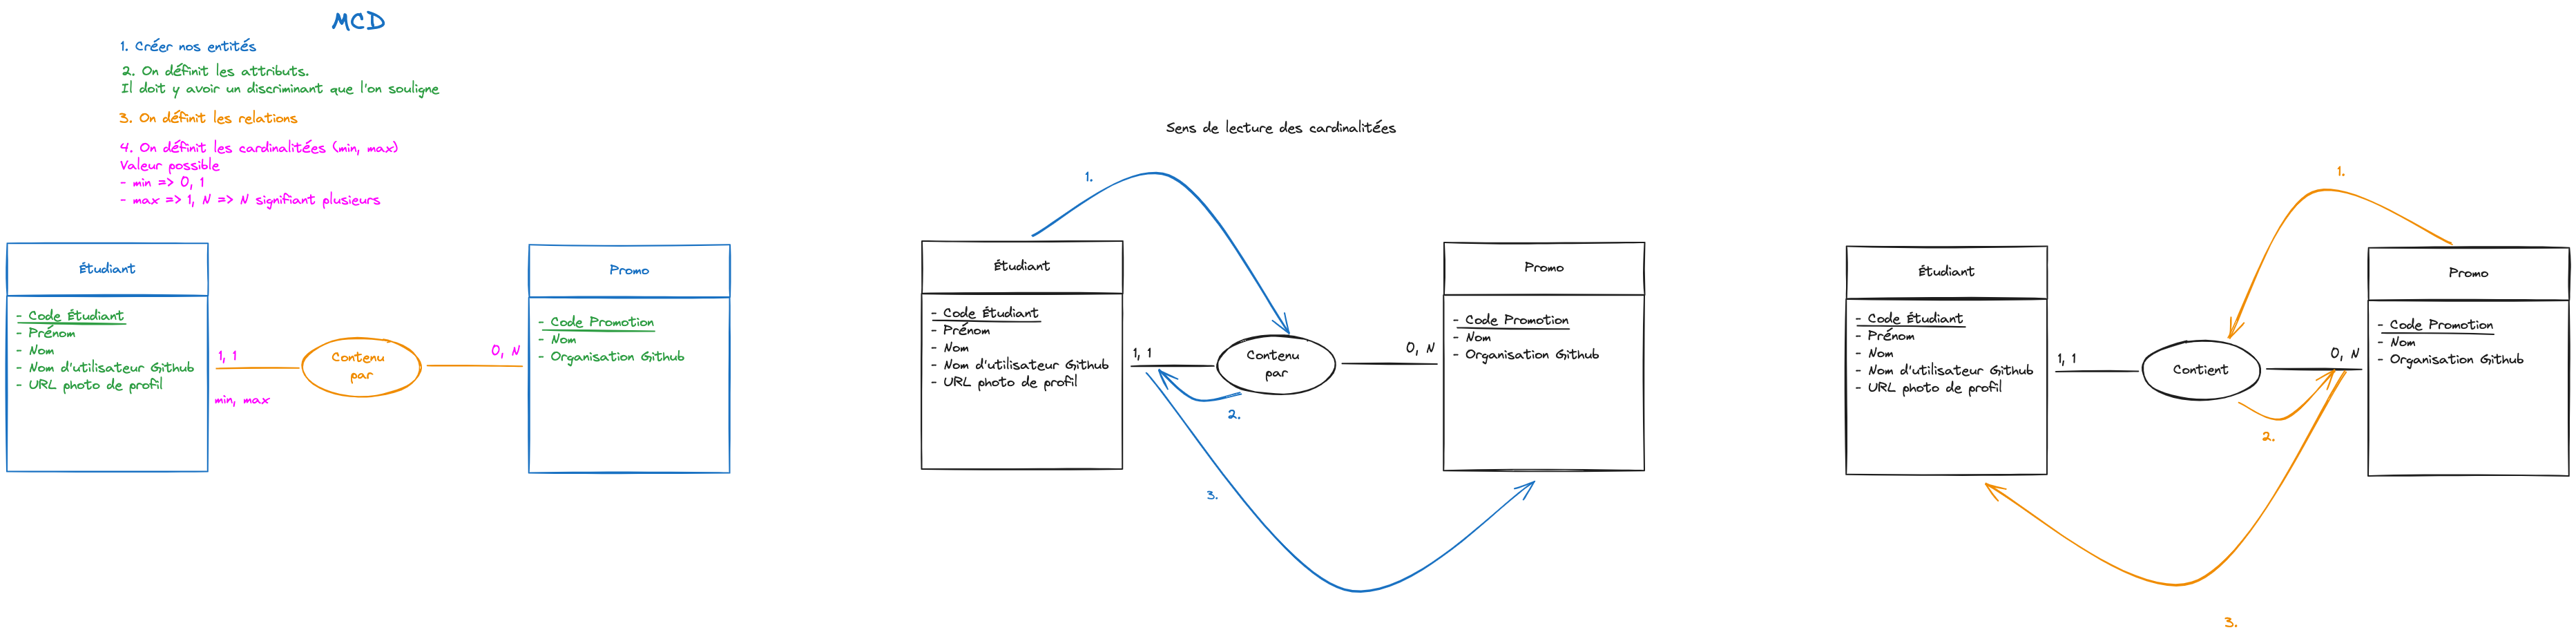 MCD
1. Créer nos entités
2. On définit les attributs.
Il doit y avoir un discriminant que l'on souligne
3. On définit les relations
4. On définit les cardinalitées (min, max)
Valeur possible
- min => 0, 1
- max => 1, N => N signifiant plusieurs
Étudiant
- Code Étudiant
- Prénom
- Nom
- Nom d'utilisateur Github
- URL photo de profil
1, 1
min, max
Contenu
par
0, N
Promo
- Code Promotion
- Nom
- Organisation Github
Sens de lecture des cardinalitées
1.
Étudiant
- Code Étudiant
- Prénom
- Nom
- Nom d'utilisateur Github
- URL photo de profil
1, 1
Contenu
par
2.
3.
0, N
Promo
- Code Promotion
- Nom
- Organisation Github
1.
Étudiant
- Code Étudiant
- Prénom
- Nom
- Nom d'utilisateur Github
- URL photo de profil
1, 1
Contient
0, N
2.
Promo
- Code Promotion
- Nom
- Organisation Github
3.